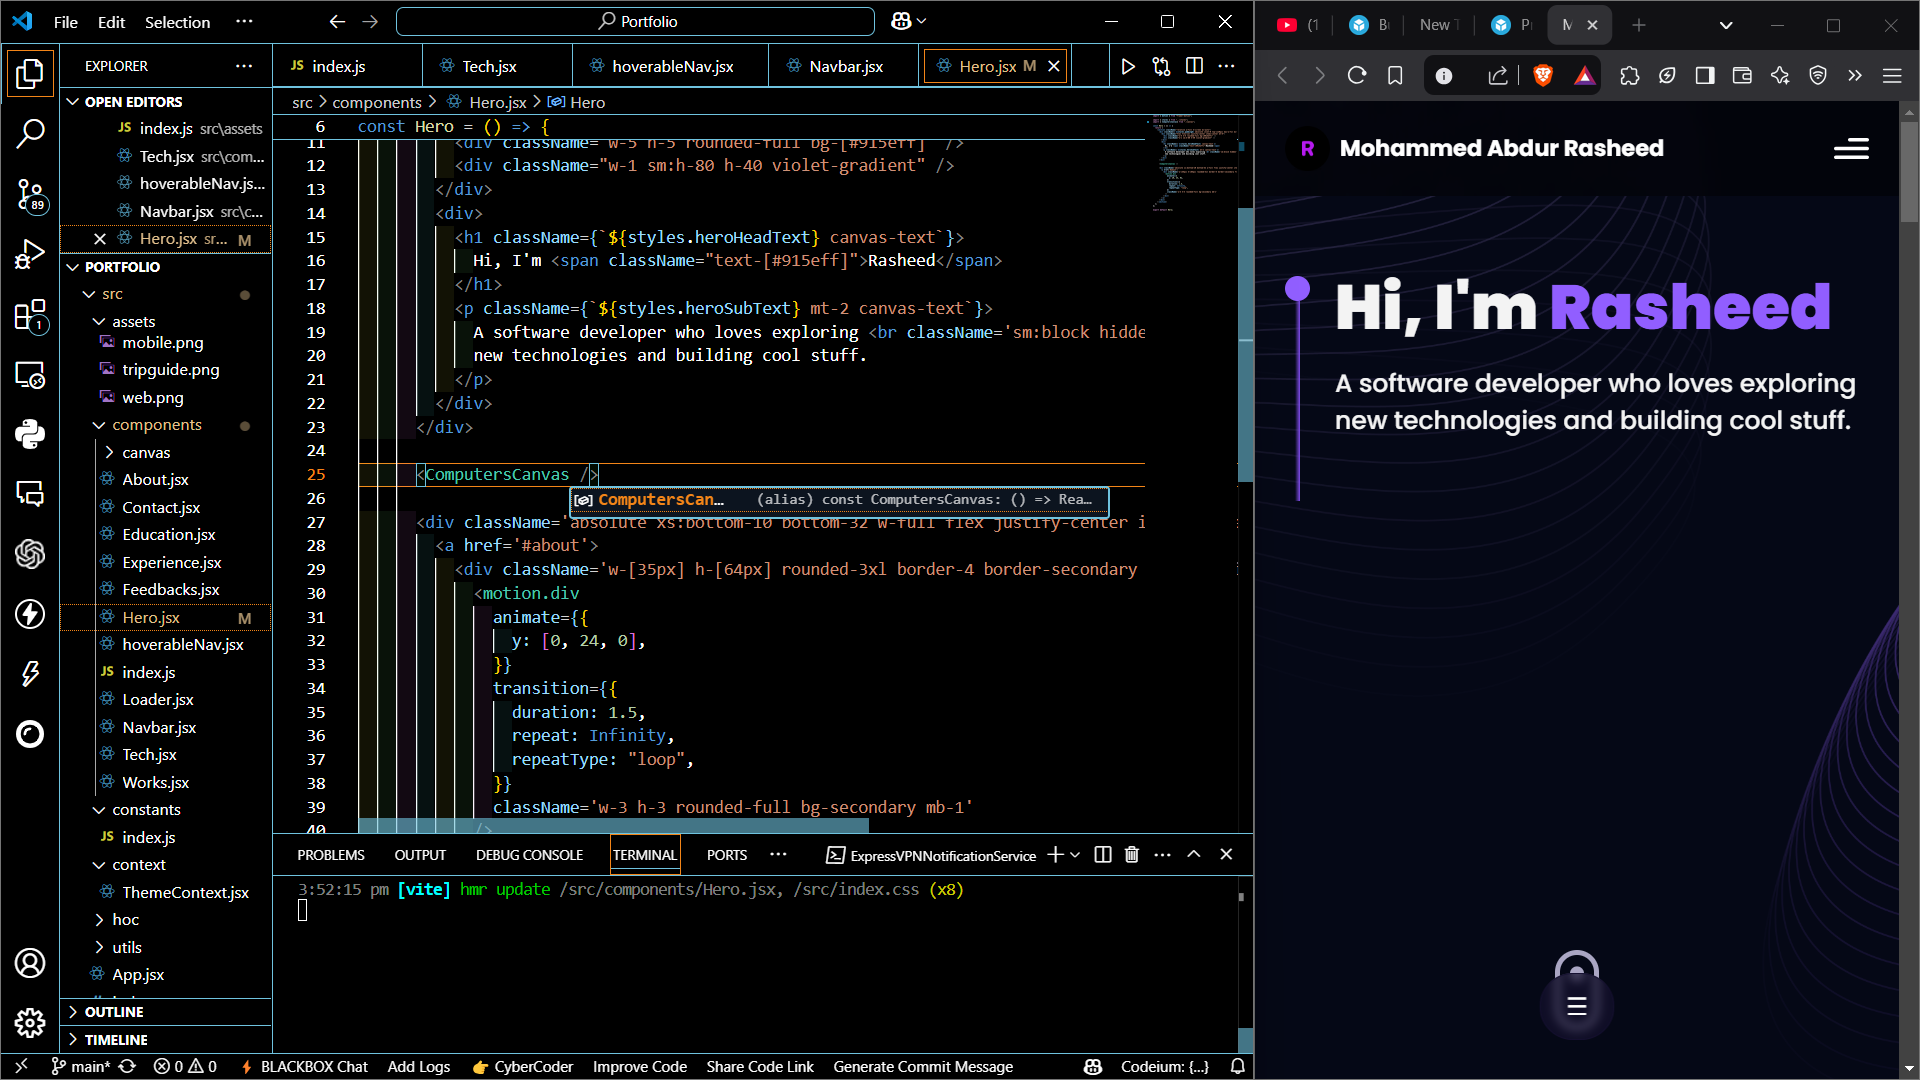 File Edit Selection ··· Portfolio
EXPLORER ···
OPEN EDITORS
JS index.js src\assets
Tech.jsx src\com...
hoverableNav.js...
Navbar.jsx src\c...
Hero.jsx sr... M
PORTFOLIO
src
assets
mobile.png
tripguide.png
web.png
components
canvas
About.jsx
Contact.jsx
Education.jsx
Experience.jsx
Feedbacks.jsx
Hero.jsx M
hoverableNav.jsx
JS index.js
Loader.jsx
Navbar.jsx
Tech.jsx
Works.jsx
constants
JS index.js
context
ThemeContext.jsx
hoc
utils
App.jsx
OUTLINE
TIMELINE
89
1
JS index.js Tech.jsx hoverableNav.jsx Navbar.jsx Hero.jsx M
src > components > Hero.jsx > Hero
6 const Hero = () => {
11 <div className="w-5 h-5 rounded-full bg-[#915eff]" />
12 <div className="w-1 sm:h-80 h-40 violet-gradient" />
13 </div>
14 <div>
15 <h1 className={`${styles.heroHeadText} canvas-text`}>
16 Hi, I'm <span className="text-[#915eff]">Rasheed</span>
17 </h1>
18 <p className={`${styles.heroSubText} mt-2 canvas-text`}>
19 A software developer who loves exploring <br className='sm:block hidde
20 new technologies and building cool stuff.
21 </p>
22 </div>
23 </div>
24
25 <ComputersCanvas />
26 ComputersCan... (alias) const ComputersCanvas: () => Rea...
27 <div className='absolute xs:bottom-10 bottom-32 w-full flex justify-center i
28 <a href='#about'>
29 <div className='w-[35px] h-[64px] rounded-3xl border-4 border-secondary
30 <motion.div
31 animate={{
32 y: [0, 24, 0],
33 }}
34 transition={{
35 duration: 1.5,
36 repeat: Infinity,
37 repeatType: "loop",
38 }}
39 className='w-3 h-3 rounded-full bg-secondary mb-1'
40 />
PROBLEMS OUTPUT DEBUG CONSOLE TERMINAL PORTS ··· ExpressVPNNotificationService
3:52:15 pm [vite] hmr update /src/components/Hero.jsx, /src/index.css (x8)
main* 0 0 BLACKBOX Chat Add Logs CyberCoder Improve Code Share Code Link Generate Commit Message Codeium: {...}
(1 New
R Mohammed Abdur Rasheed
Hi, I'm Rasheed
A software developer who loves exploring
new technologies and building cool stuff.